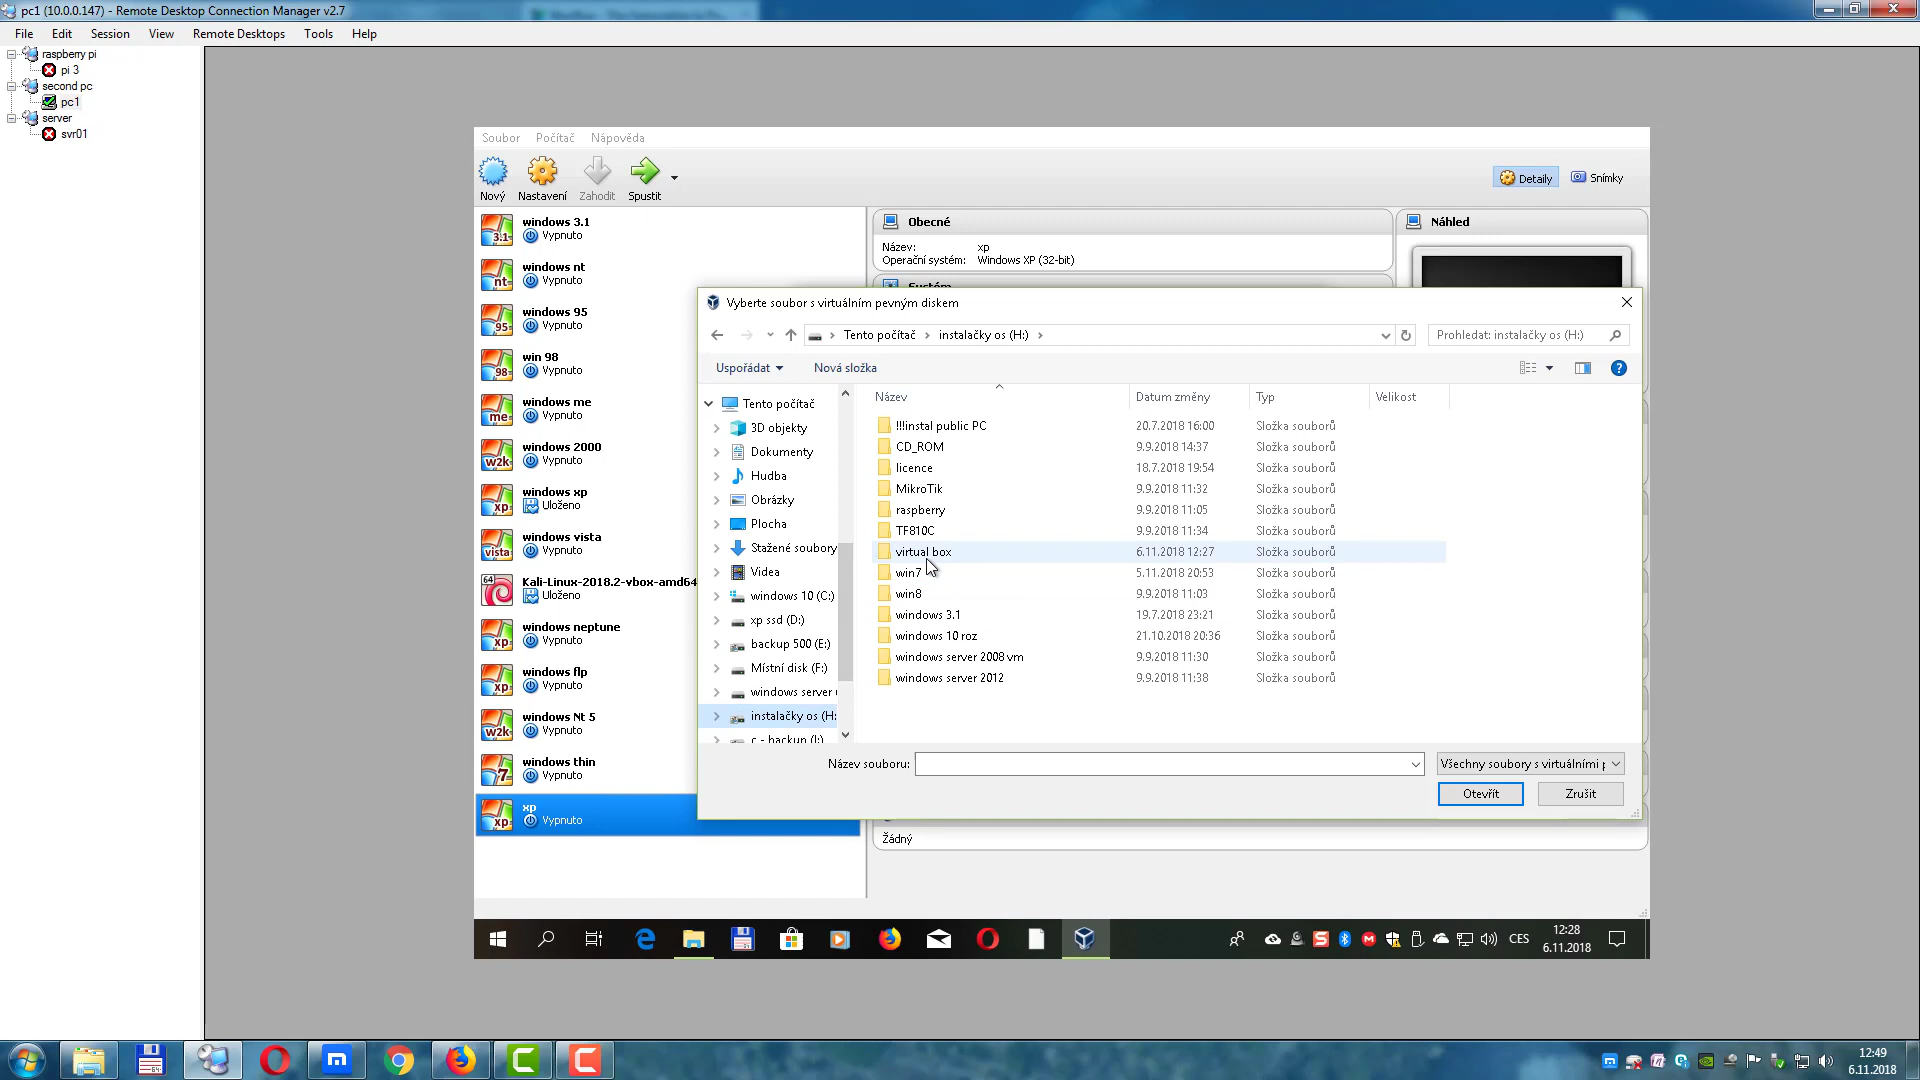 pc1 (10.0.0.147) - Remote Desktop Connection Manager v2.7
File Edit Session View Remote Desktops Tools Help
raspberry pi
pi 3
second pc
pc1
server
svr01
Soubor Počítač Nápověda
Nový Nastavení Zahodit Spustit
Detaily Snímky
windows 3.1
Vypnuto
windows nt
Vypnuto
windows 95
Vypnuto
win 98
Vypnuto
windows me
Vypnuto
windows 2000
Vypnuto
windows xp
Uloženo
windows vista
Vypnuto
Kali-Linux-2018.2-vbox-amd64
Uloženo
windows neptune
Vypnuto
windows flp
Vypnuto
windows Nt 5
Vypnuto
windows thin
Vypnuto
xp
Vypnuto
Obecné
Název: xp
Operační systém: Windows XP (32-bit)
Systém
Náhled
Vyberte soubor s virtuálním pevným diskem
Tento počítač › instalačky os (H:) ›
Prohledat: instalačky os (H:)
Uspořádat Nová složka
Tento počítač
3D objekty
Dokumenty
Hudba
Obrázky
Plocha
Stažené soubory
Videa
windows 10 (C:)
xp ssd (D:)
backup 500 (E:)
Místní disk (F:)
windows server
instalačky os (H:
c - backup (I:)
Název Datum změny Typ Velikost
!!!instal public PC 20.7.2018 16:00 Složka souborů
CD_ROM 9.9.2018 14:37 Složka souborů
licence 18.7.2018 19:54 Složka souborů
MikroTik 9.9.2018 11:32 Složka souborů
raspberry 9.9.2018 11:05 Složka souborů
TF810C 9.9.2018 11:34 Složka souborů
virtual box 6.11.2018 12:27 Složka souborů
win7 5.11.2018 20:53 Složka souborů
win8 9.9.2018 11:03 Složka souborů
windows 3.1 19.7.2018 23:21 Složka souborů
windows 10 roz 21.10.2018 20:36 Složka souborů
windows server 2008 vm 9.9.2018 11:30 Složka souborů
windows server 2012 9.9.2018 11:38 Složka souborů
Název souboru:
Všechny soubory s virtuálními p
Otevřít Zrušit
Žádný
CES
12:28
6.11.2018
12:49
6.11.2018